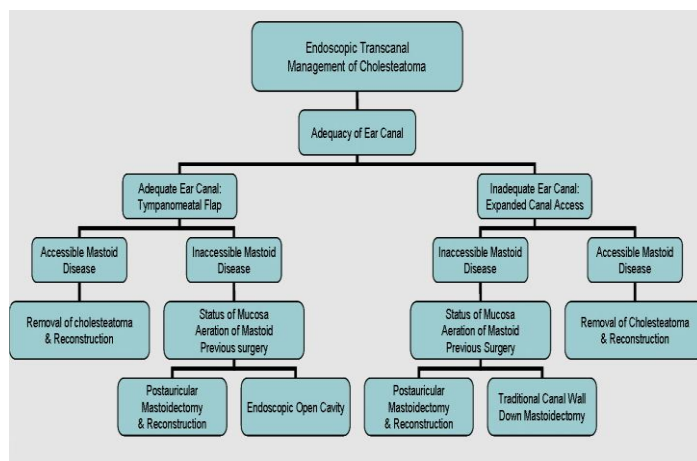 Endoscopic Transcanal
Management of Cholesteatoma
Adequacy of Ear Canal
Adequate Ear Canal:
Tympanomeatal Flap
Inadequate Ear Canal:
Expanded Canal Access
Accessible Mastoid
Disease
Inaccessible Mastoid
Disease
Inaccessible Mastoid
Disease
Accessible Mastoid
Disease
Removal of cholesteatoma
& Reconstruction
Status of Mucosa
Aeration of Mastoid
Previous surgery
Status of Mucosa
Aeration of Mastoid
Previous Surgery
Removal of Cholesteatoma
& Reconstruction
Postauricular
Mastoidectomy
& Reconstruction
Endoscopic Open Cavity
Postauricular
Mastoidectomy
& Reconstruction
Traditional Canal Wall
Down Mastoidectomy